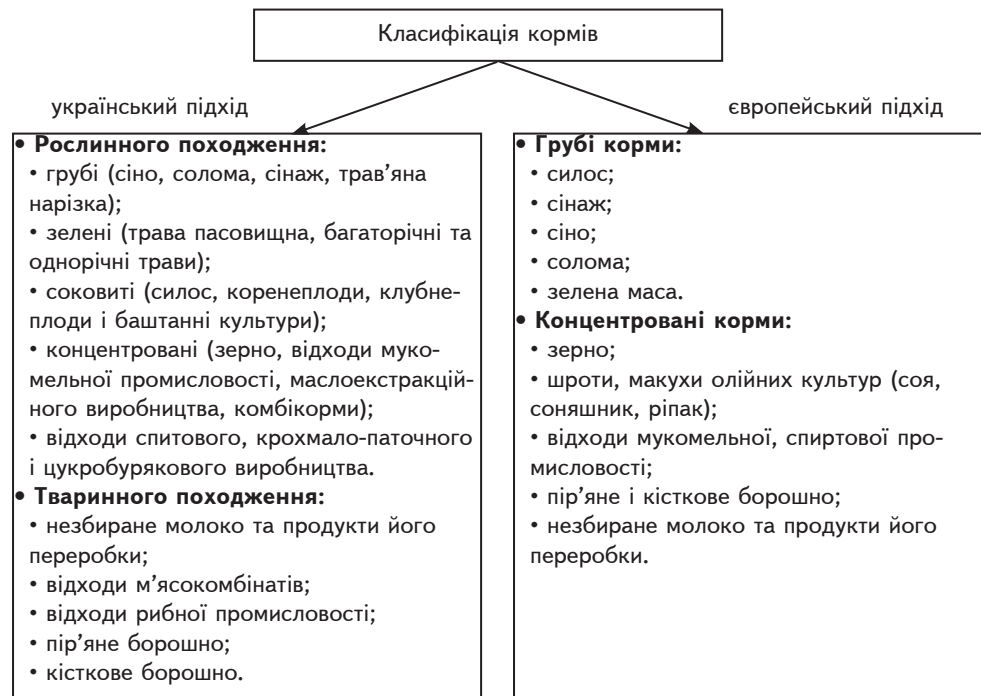 Класифікація кормів
український підхід
європейський підхід
• Рослинного походження:
• грубі (сіно, солома, сінаж, трав’яна
нарізка);
• зелені (трава пасовищна, багаторічні та
однорічні трави);
• соковиті (силос, коренеплоди, клубне-
плоди і баштанні культури);
• концентровані (зерно, відходи муко-
мельної промисловості, маслоекстракцій-
ного виробництва, комбікорми);
• відходи спитового, крохмало-паточного
і цукробурякового виробництва.
• Тваринного походження:
• незбиране молоко та продукти його
переробки;
• відходи м’ясокомбінатів;
• відходи рибної промисловості;
• пір’яне борошно;
• кісткове борошно.
• Грубі корми:
• силос;
• сінаж;
• сіно;
• солома;
• зелена маса.
• Концентровані корми:
• зерно;
• шроти, макухи олійних культур (соя,
соняшник, ріпак);
• відходи мукомельної, спиртової про-
мисловості;
• пір’яне і кісткове борошно;
• незбиране молоко та продукти його
переробки.